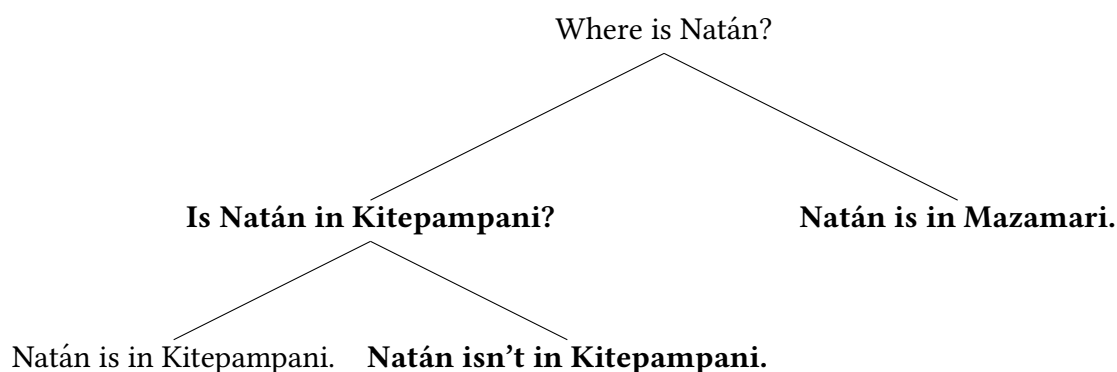 Where is Natán?
Is Natán in Kitepampani? Natán is in Mazamari.
Natán is in Kitepampani. Natán isn't in Kitepampani.